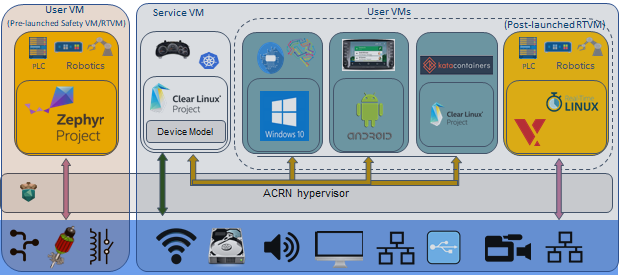 User VM
(Pre-launched Safety VM/RTVM)
PLC
Robotics
Zephyr
Project
Service VM
Clear Linux*
Project
Device Model
User VMs
Windows 10
ANDROID
katacontainers
Clear Linux*
Project
(Post-launched RTVM)
PLC
Robotics
LINUX
ACRN hypervisor